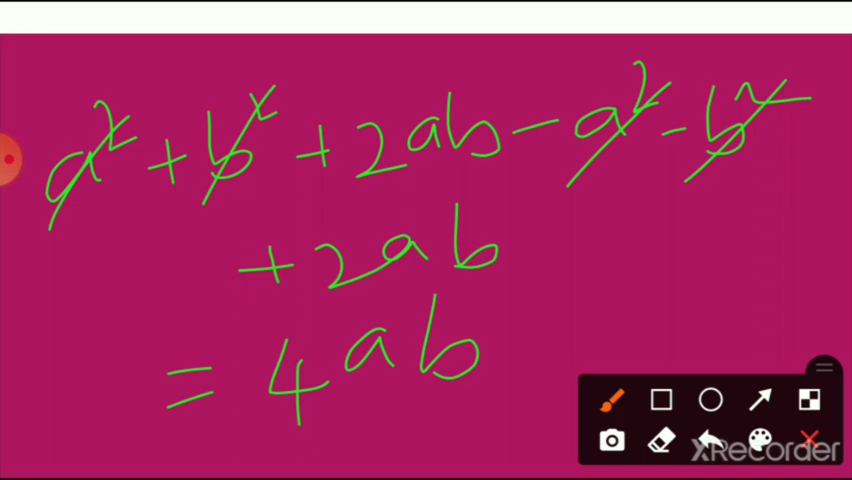 a² + b² + 2ab - a² - b²
+ 2ab
= 4ab
XRecorder